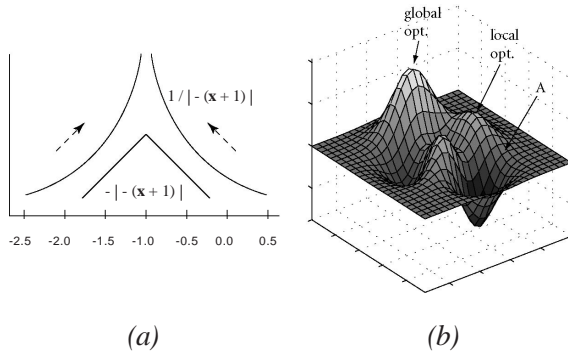 global
opt.
local
opt.
A
1 / | - (x + 1) |
- | - (x + 1) |
-2.5 -2.0 -1.5 -1.0 -0.5 0.0 0.5
(a)
(b)